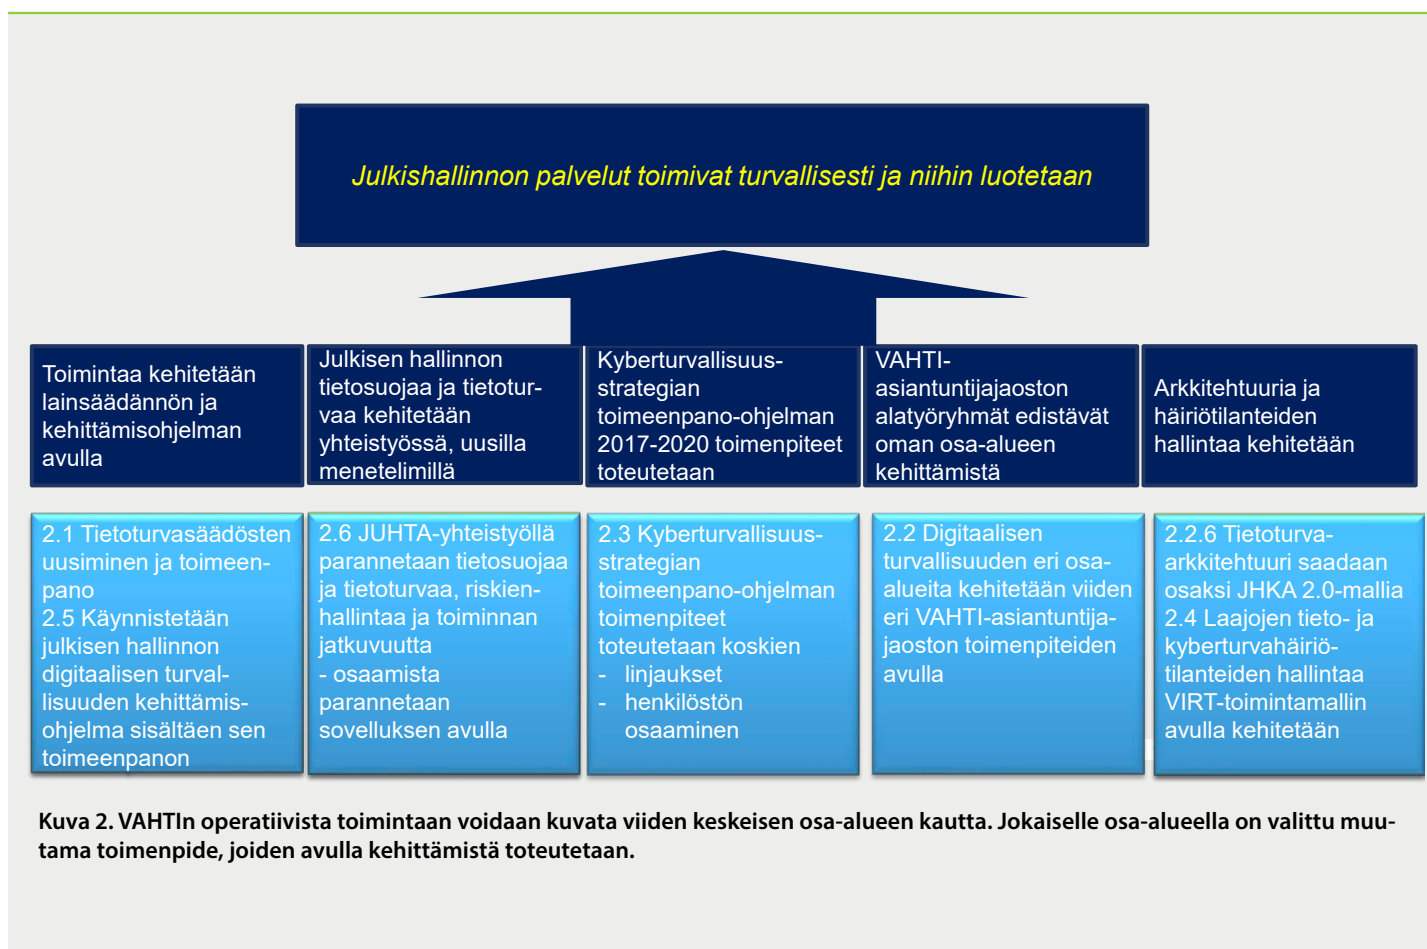 Julkishallinnon palvelut toimivat turvallisesti ja niihin luotetaan
Toimintaa kehitetään
lainsäädännön ja
kehittämisohjelman
avulla
Julkisen hallinnon
tietosuojaa ja tietotur-
vaa kehitetään
yhteistyössä, uusilla
menetelimillä
Kyberturvallisuus-
strategian
toimeenpano-ohjelman
2017-2020 toimenpiteet
toteutetaan
VAHTI-
asiantuntijajaoston
alatyöryhmät edistävät
oman osa-alueen
kehittämistä
Arkkitehtuuria ja
häiriötilanteiden
hallintaa kehitetään
2.1 Tietoturvasäädösten
uusiminen ja toimeen-
pano
2.5 Käynnistetään
julkisen hallinnon
digitaalisen turval-
lisuuden kehittämis-
ohjelma sisältäen sen
toimeenpanon
2.6 JUHTA-yhteistyöllä
parannetaan tietosuojaa
ja tietoturvaa, riskien-
hallintaa ja toiminnan
jatkuvuutta
- osaamista
parannetaan
sovelluksen avulla
2.3 Kyberturvallisuus-
strategian
toimeenpano-ohjelman
toimenpiteet
toteutetaan koskien
- linjaukset
- henkilöstön
osaaminen
2.2 Digitaalisen
turvallisuuden eri osa-
alueita kehitetään viiden
eri VAHTI-asiantuntija-
jaoston toimenpiteiden
avulla
2.2.6 Tietoturva-
arkkitehtuuri saadaan
osaksi JHKA 2.0-mallia
2.4 Laajojen tieto- ja
kyberturvahäiriö-
tilanteiden hallintaa
VIRT-toimintamallin
avulla kehitetään
Kuva 2. VAHTIn operatiivista toimintaan voidaan kuvata viiden keskeisen osa-alueen kautta. Jokaiselle osa-alueella on valittu muu-
tama toimenpide, joiden avulla kehittämistä toteutetaan.